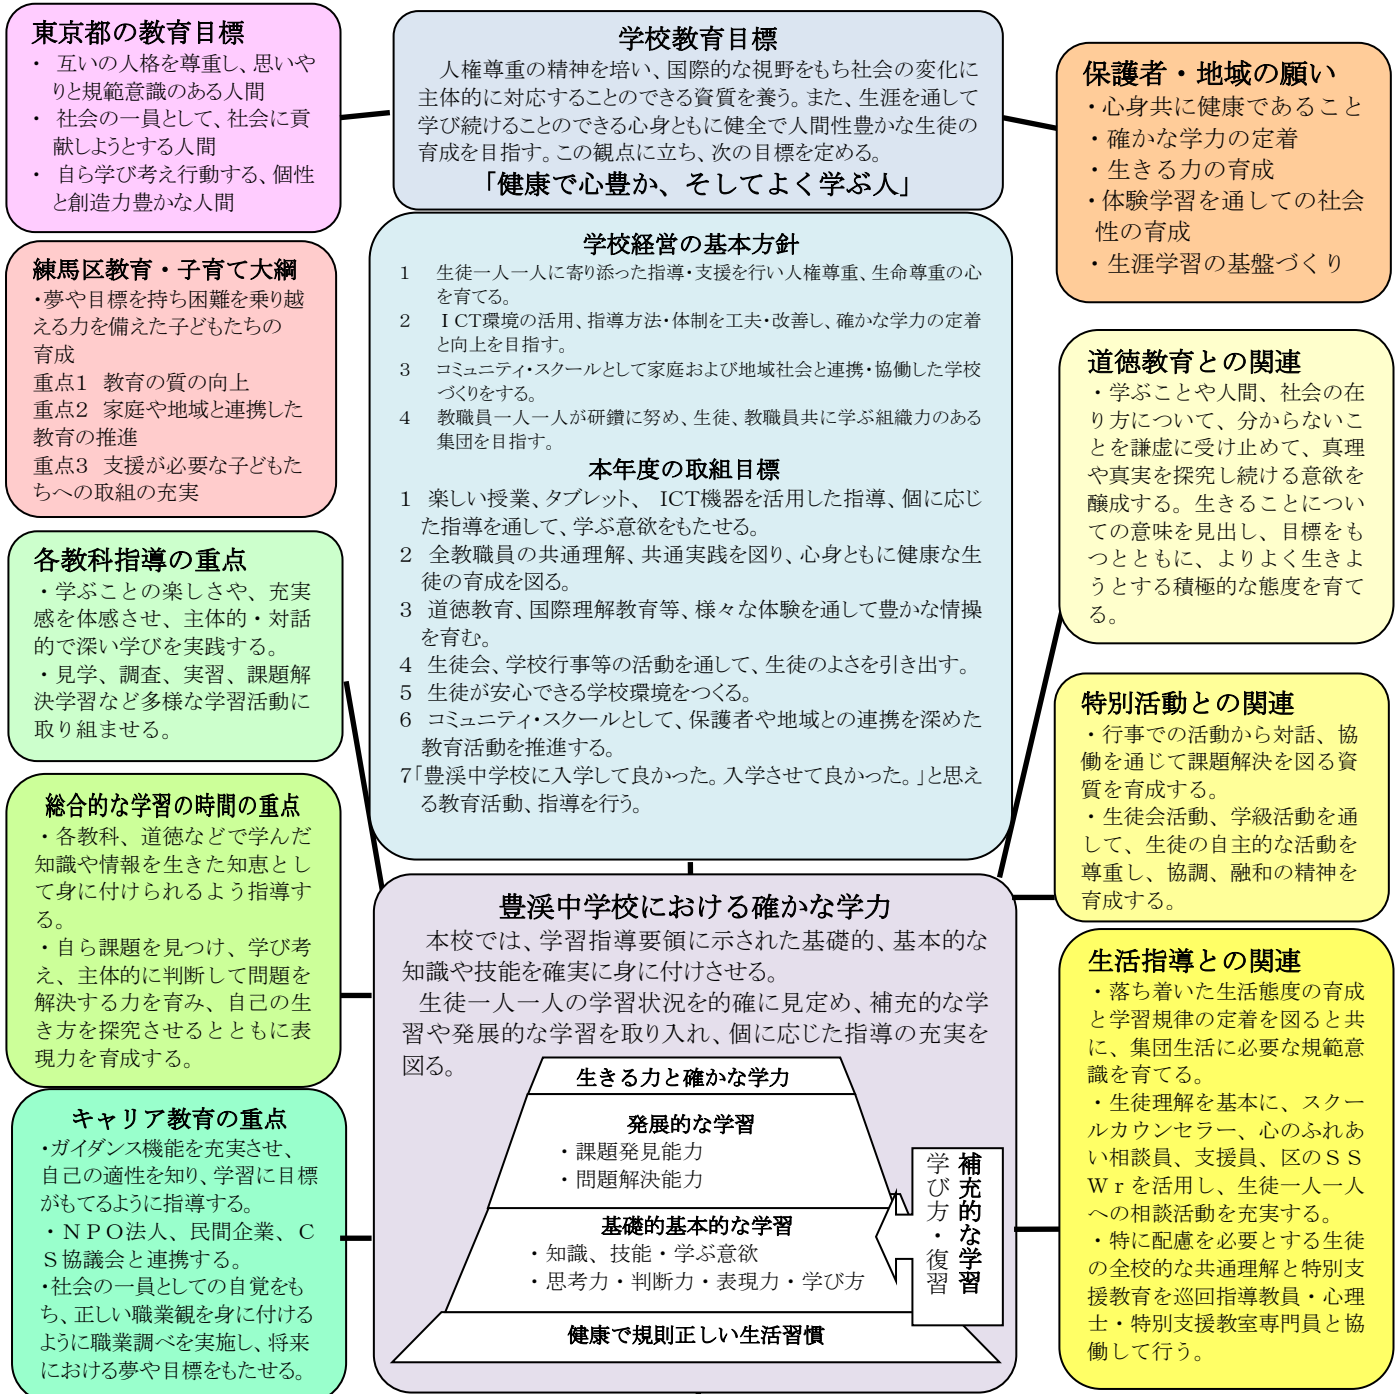 東京都の教育目標
・ 互いの人格を尊重し、思いや
りと規範意識のある人間
・ 社会の一員として、社会に貢
献しようとする人間
・ 自ら学び考え行動する、個性
と創造力豊かな人間
学校教育目標
人権尊重の精神を培い、国際的な視野をもち社会の変化に
主体的に対応することのできる資質を養う。また、生涯を通して
学び続けることのできる心身ともに健全で人間性豊かな生徒の
育成を目指す。この観点に立ち、次の目標を定める。
「健康で心豊か、そしてよく学ぶ人」
保護者・地域の願い
・心身共に健康であること
・確かな学力の定着
・生きる力の育成
・体験学習を通しての社会
性の育成
・生涯学習の基盤づくり
練馬区教育・子育て大綱
・夢や目標を持ち困難を乗り越
える力を備えた子どもたちの
育成
重点1 教育の質の向上
重点2 家庭や地域と連携した
教育の推進
重点3 支援が必要な子どもた
ちへの取組の充実
学校経営の基本方針
1 生徒一人一人に寄り添った指導・支援を行い人権尊重、生命尊重の心
を育てる。
2 ICT環境の活用、指導方法・体制を工夫・改善し、確かな学力の定着
と向上を目指す。
3 コミュニティ・スクールとして家庭および地域社会と連携・協働した学校
づくりをする。
4 教職員一人一人が研鑽に努め、生徒、教職員共に学ぶ組織力のある
集団を目指す。
本年度の取組目標
1 楽しい授業、タブレット、 ICT機器を活用した指導、個に応じ
た指導を通して、学ぶ意欲をもたせる。
2 全教職員の共通理解、共通実践を図り、心身ともに健康な生
徒の育成を図る。
3 道徳教育、国際理解教育等、様々な体験を通して豊かな情操
を育む。
4 生徒会、学校行事等の活動を通して、生徒のよさを引き出す。
5 生徒が安心できる学校環境をつくる。
6 コミュニティ・スクールとして、保護者や地域との連携を深めた
教育活動を推進する。
7「豊渓中学校に入学して良かった。入学させて良かった。」と思え
る教育活動、指導を行う。
道徳教育との関連
・学ぶことや人間、社会の在
り方について、分からないこ
とを謙虚に受け止めて、真理
や真実を探究し続ける意欲を
醸成する。生きることについ
ての意味を見出し、目標をも
つとともに、よりよく生きよ
うとする積極的な態度を育て
る。
各教科指導の重点
・学ぶことの楽しさや、充実
感を体感させ、主体的・対話
的で深い学びを実践する。
・見学、調査、実習、課題解
決学習など多様な学習活動に
取り組ませる。
特別活動との関連
・行事での活動から対話、協
働を通じて課題解決を図る資
質を育成する。
・生徒会活動、学級活動を通
して、生徒の自主的な活動を
尊重し、協調、融和の精神を
育成する。
総合的な学習の時間の重点
・各教科、道徳などで学んだ
知識や情報を生きた知恵とし
て身に付けられるよう指導す
る。
・自ら課題を見つけ、学び考
え、主体的に判断して問題を
解決する力を育み、自己の生
き方を探究させるとともに表
現力を育成する。
豊渓中学校における確かな学力
本校では、学習指導要領に示された基礎的、基本的な
知識や技能を確実に身に付けさせる。
生徒一人一人の学習状況を的確に見定め、補充的な学
習や発展的な学習を取り入れ、個に応じた指導の充実を
図る。
生きる力と確かな学力
発展的な学習
・課題発見能力
・問題解決能力
基礎的基本的な学習
・知識、技能・学ぶ意欲
・思考力・判断力・表現力・学び方
健康で規則正しい生活習慣
補充的な学習
学び方・復習
生活指導との関連
・落ち着いた生活態度の育成
と学習規律の定着を図ると共
に、集団生活に必要な規範意
識を育てる。
・生徒理解を基本に、スクー
ルカウンセラー、心のふれあ
い相談員、支援員、区のSS
Wrを活用し、生徒一人一人
への相談活動を充実する。
・特に配慮を必要とする生徒
の全校的な共通理解と特別支
援教育を巡回指導教員・心理
士・特別支援教室専門員と協
働して行う。
キャリア教育の重点
・ガイダンス機能を充実させ、
自己の適性を知り、学習に目標
がもてるように指導する。
・NPO法人、民間企業、C
S協議会と連携する。
・社会の一員としての自覚をも
ち、正しい職業観を身に付ける
ように職業調べを実施し、将来
における夢や目標をもたせる。